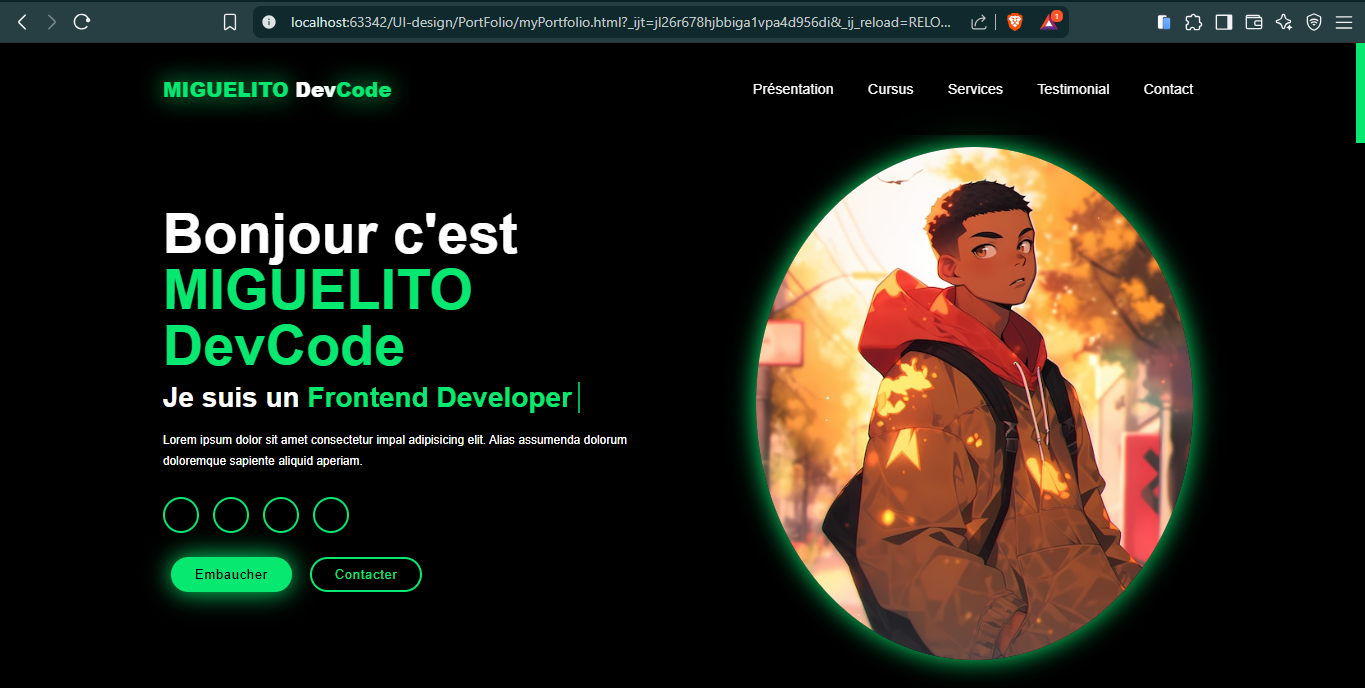 localhost:63342/UI-design/PortFolio/myPortfolio.html?_ijt=jl26r678hjbbiga1vpa4d956di&_ij_reload=RELO...
1
MIGUELITO DevCode
Présentation Cursus Services Testimonial Contact
Bonjour c'est
MIGUELITO
DevCode
Je suis un Frontend Developer
Lorem ipsum dolor sit amet consectetur impal adipisicing elit. Alias assumenda dolorum
doloremque sapiente aliquid aperiam.
Embaucher Contacter